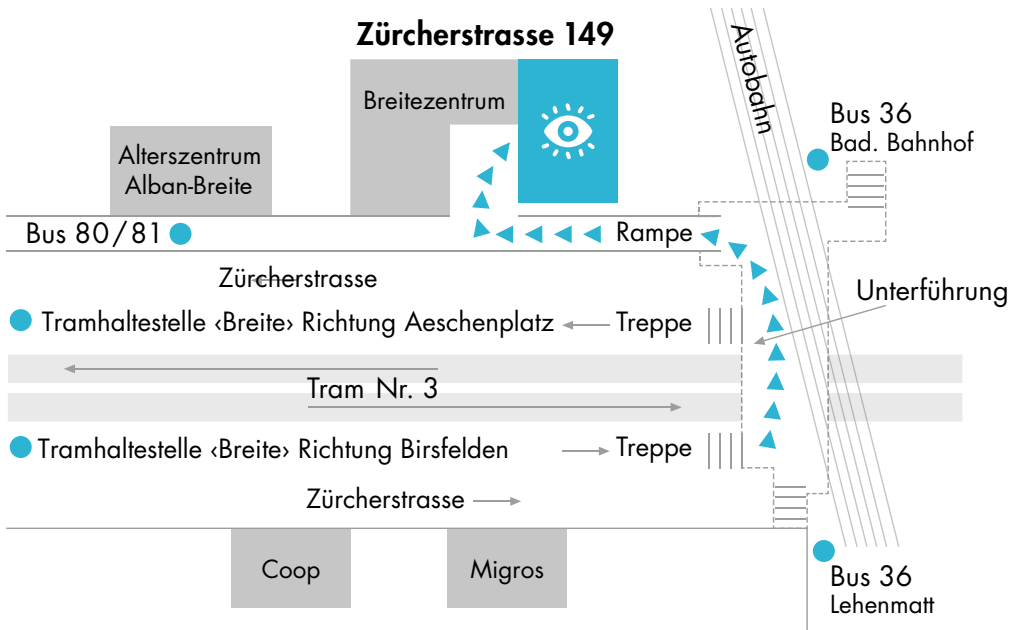 Zürcherstrasse 149
Autobahn
Breitezentrum
Bus 36
Bad. Bahnhof
Alterszentrum
Alban-Breite
Bus 80/81
Rampe
Zürcherstrasse
Unterführung
Tramhaltestelle ‹Breite› Richtung Aeschenplatz
Treppe
Tram Nr. 3
Tramhaltestelle ‹Breite› Richtung Birsfelden
Treppe
Zürcherstrasse
Coop
Migros
Bus 36
Lehenmatt